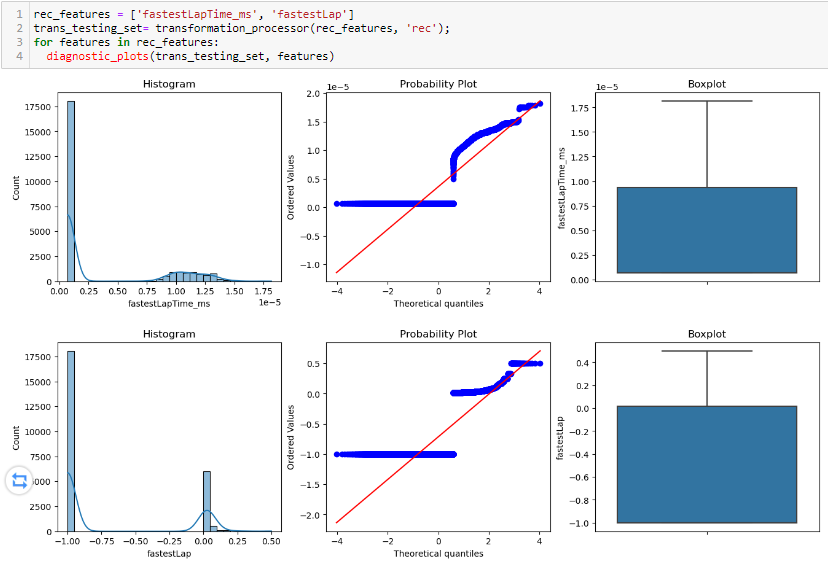 1 rec_features = ['fastestLapTime_ms', 'fastestLap']
2 trans_testing_set= transformation_processor(rec_features, 'rec');
3 for features in rec_features:
4 diagnostic_plots(trans_testing_set, features)
Histogram
Count
17500
15000
12500
10000
7500
5000
2500
0
0.00 0.25 0.50 0.75 1.00 1.25 1.50 1.75
1e−5
fastestLapTime_ms
Probability Plot
1e−5
Ordered Values
2.0
1.5
1.0
0.5
0.0
−0.5
−1.0
−4 −2 0 2 4
Theoretical quantiles
Boxplot
1e−5
fastestLapTime_ms
1.75
1.50
1.25
1.00
0.75
0.50
0.25
0.00
Histogram
Count
17500
15000
12500
10000
7500
5000
2500
0
−1.00 −0.75 −0.50 −0.25 0.00 0.25 0.50
fastestLap
Probability Plot
Ordered Values
0.5
0.0
−0.5
−1.0
−1.5
−2.0
−4 −2 0 2 4
Theoretical quantiles
Boxplot
fastestLap
0.4
0.2
0.0
−0.2
−0.4
−0.6
−0.8
−1.0